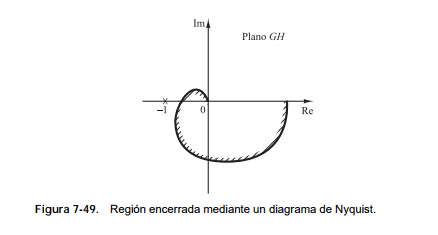 Im
Plano GH
−1
0
Re
Figura 7-49. Región encerrada mediante un diagrama de Nyquist.